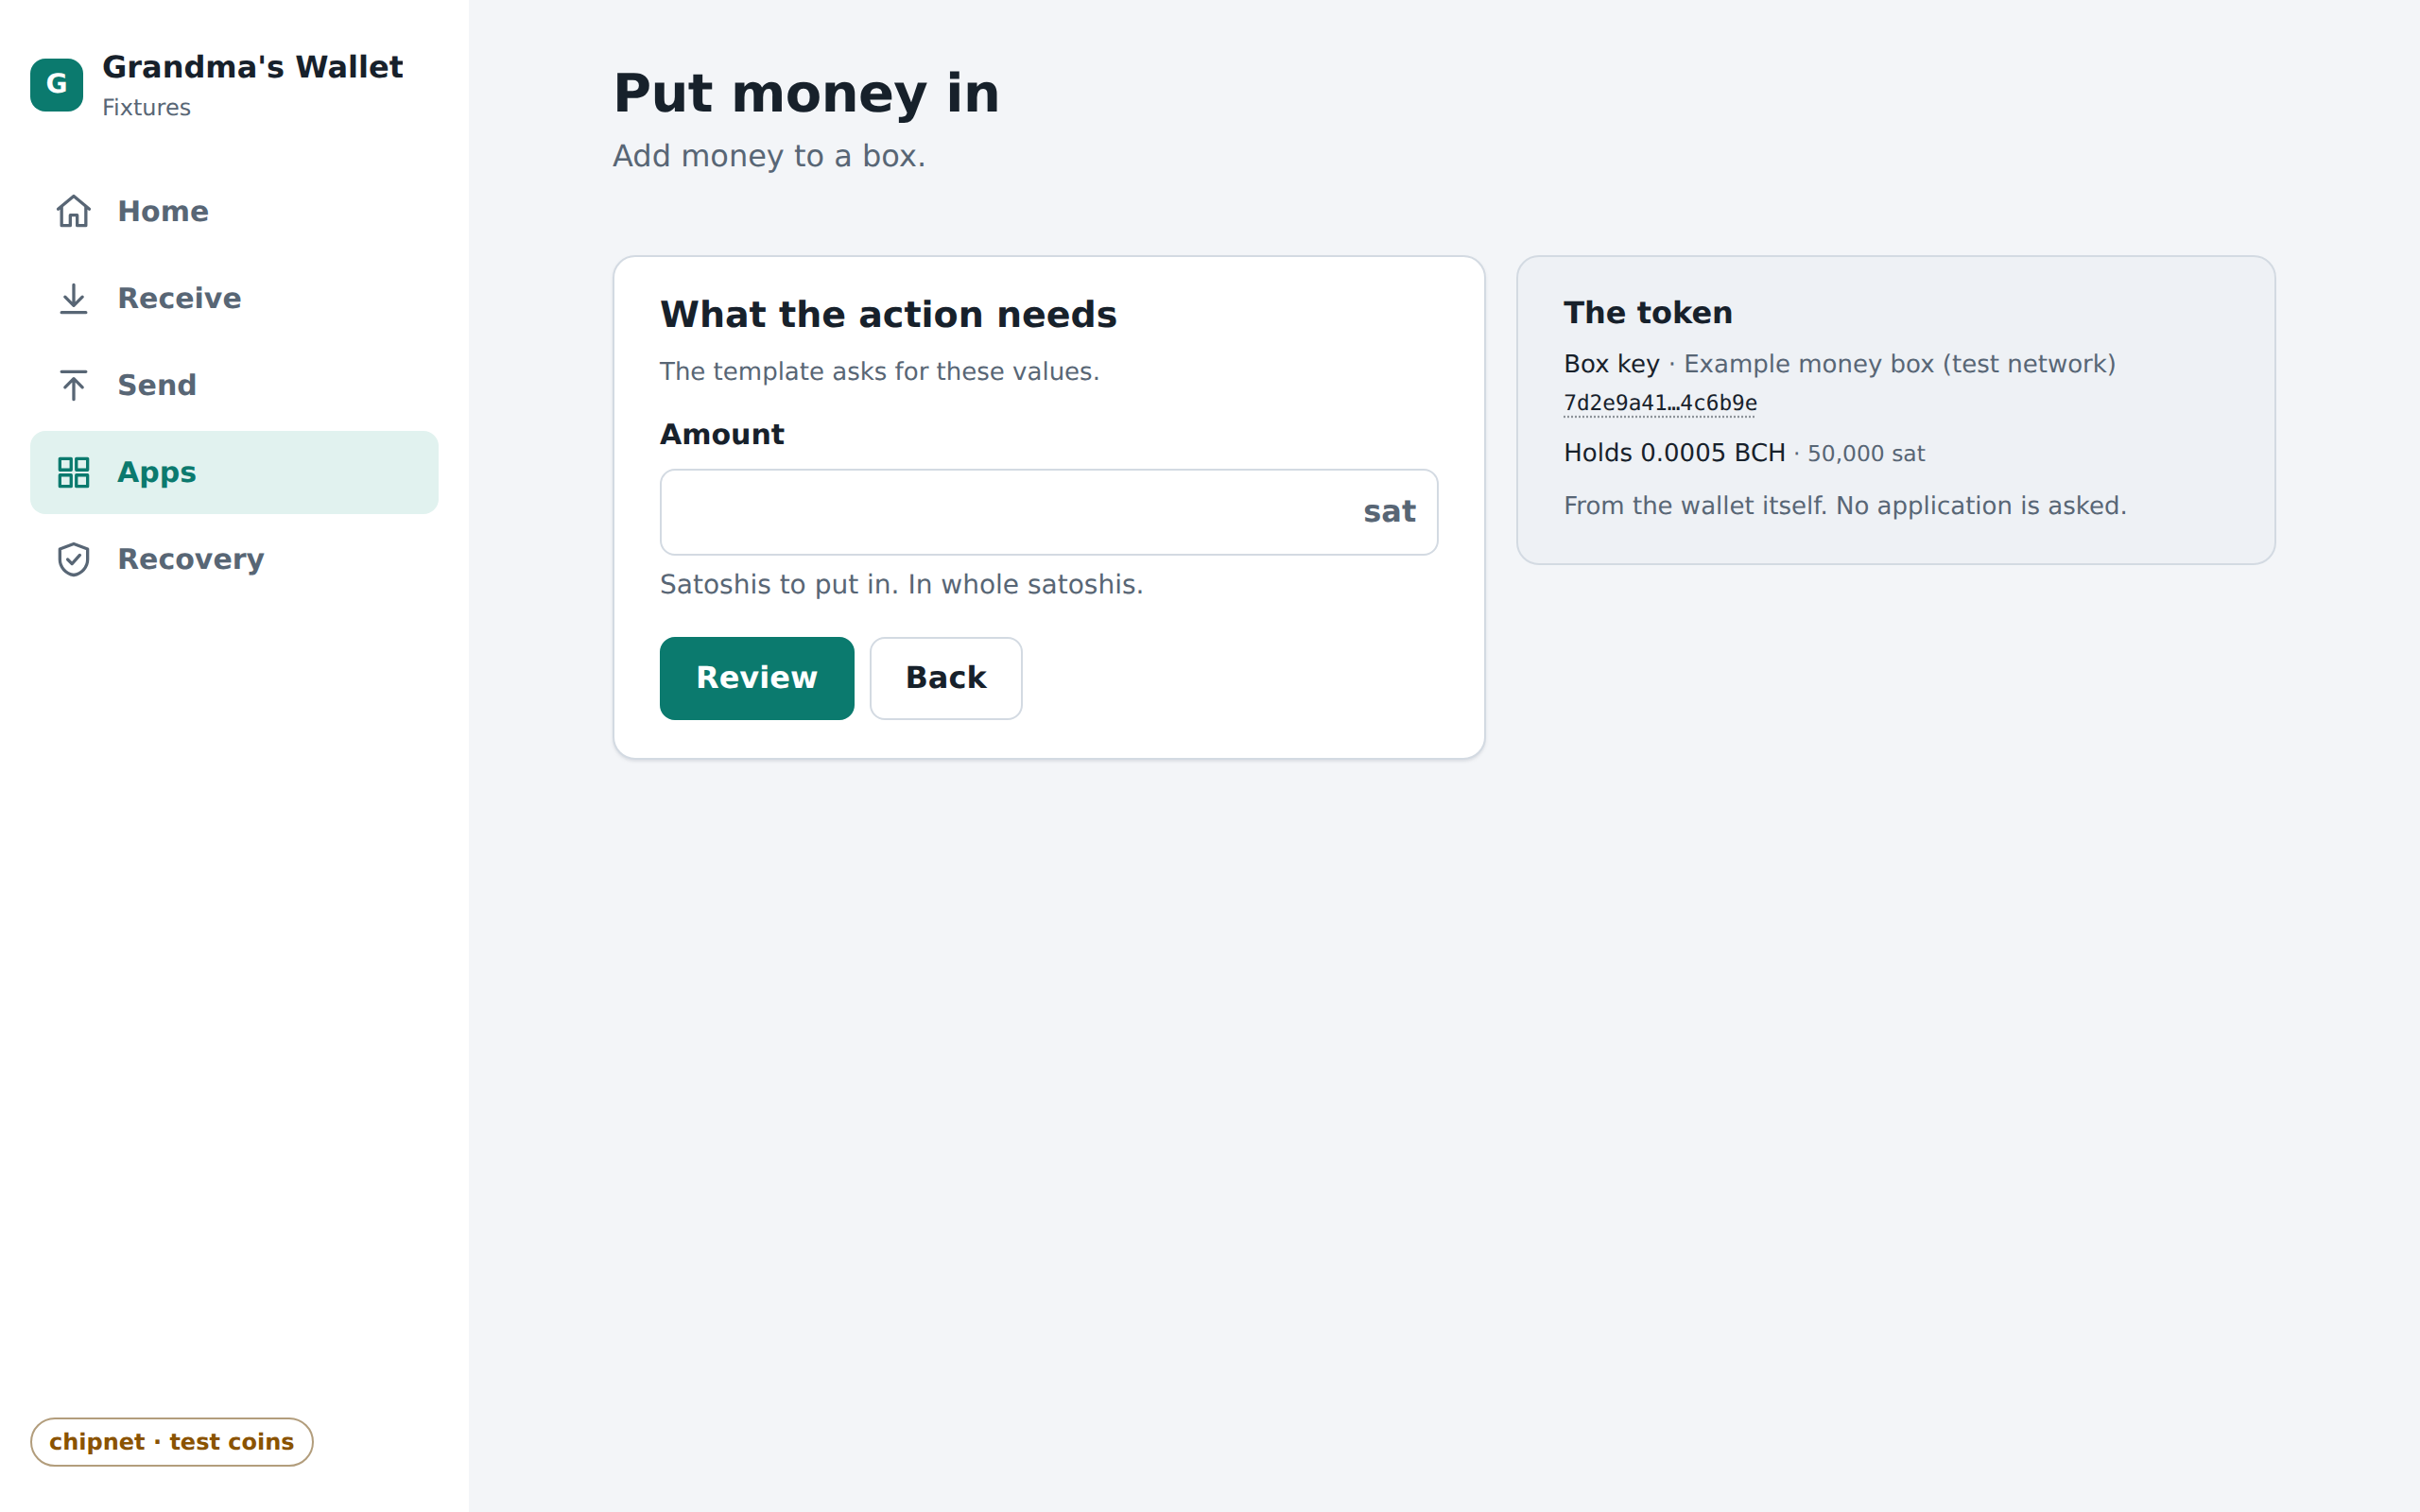 G
Grandma's Wallet
Fixtures
Home
Receive
Send
Apps
Recovery
chipnet · test coins
Put money in
Add money to a box.
What the action needs
The template asks for these values.
Amount
sat
Satoshis to put in. In whole satoshis.
Review
Back
The token
Box key · Example money box (test network)
7d2e9a41…4c6b9e
Holds 0.0005 BCH · 50,000 sat
From the wallet itself. No application is asked.